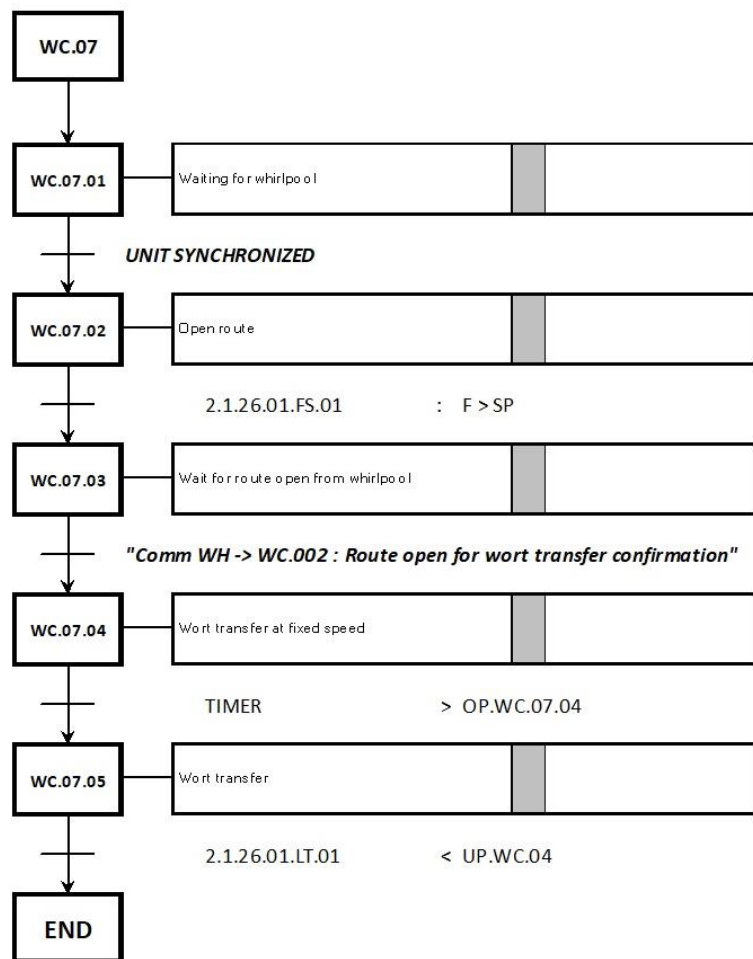 WC.07
WC.07.01 Waiting for whirlpool
UNIT SYNCHRONIZED
WC.07.02 Open route
2.1.26.01.FS.01 : F > SP
WC.07.03 Wait for route open from whirlpool
"Comm WH -> WC.002 : Route open for wort transfer confirmation"
WC.07.04 Wort transfer at fixed speed
TIMER > OP.WC.07.04
WC.07.05 Wort transfer
2.1.26.01.LT.01 < UP.WC.04
END